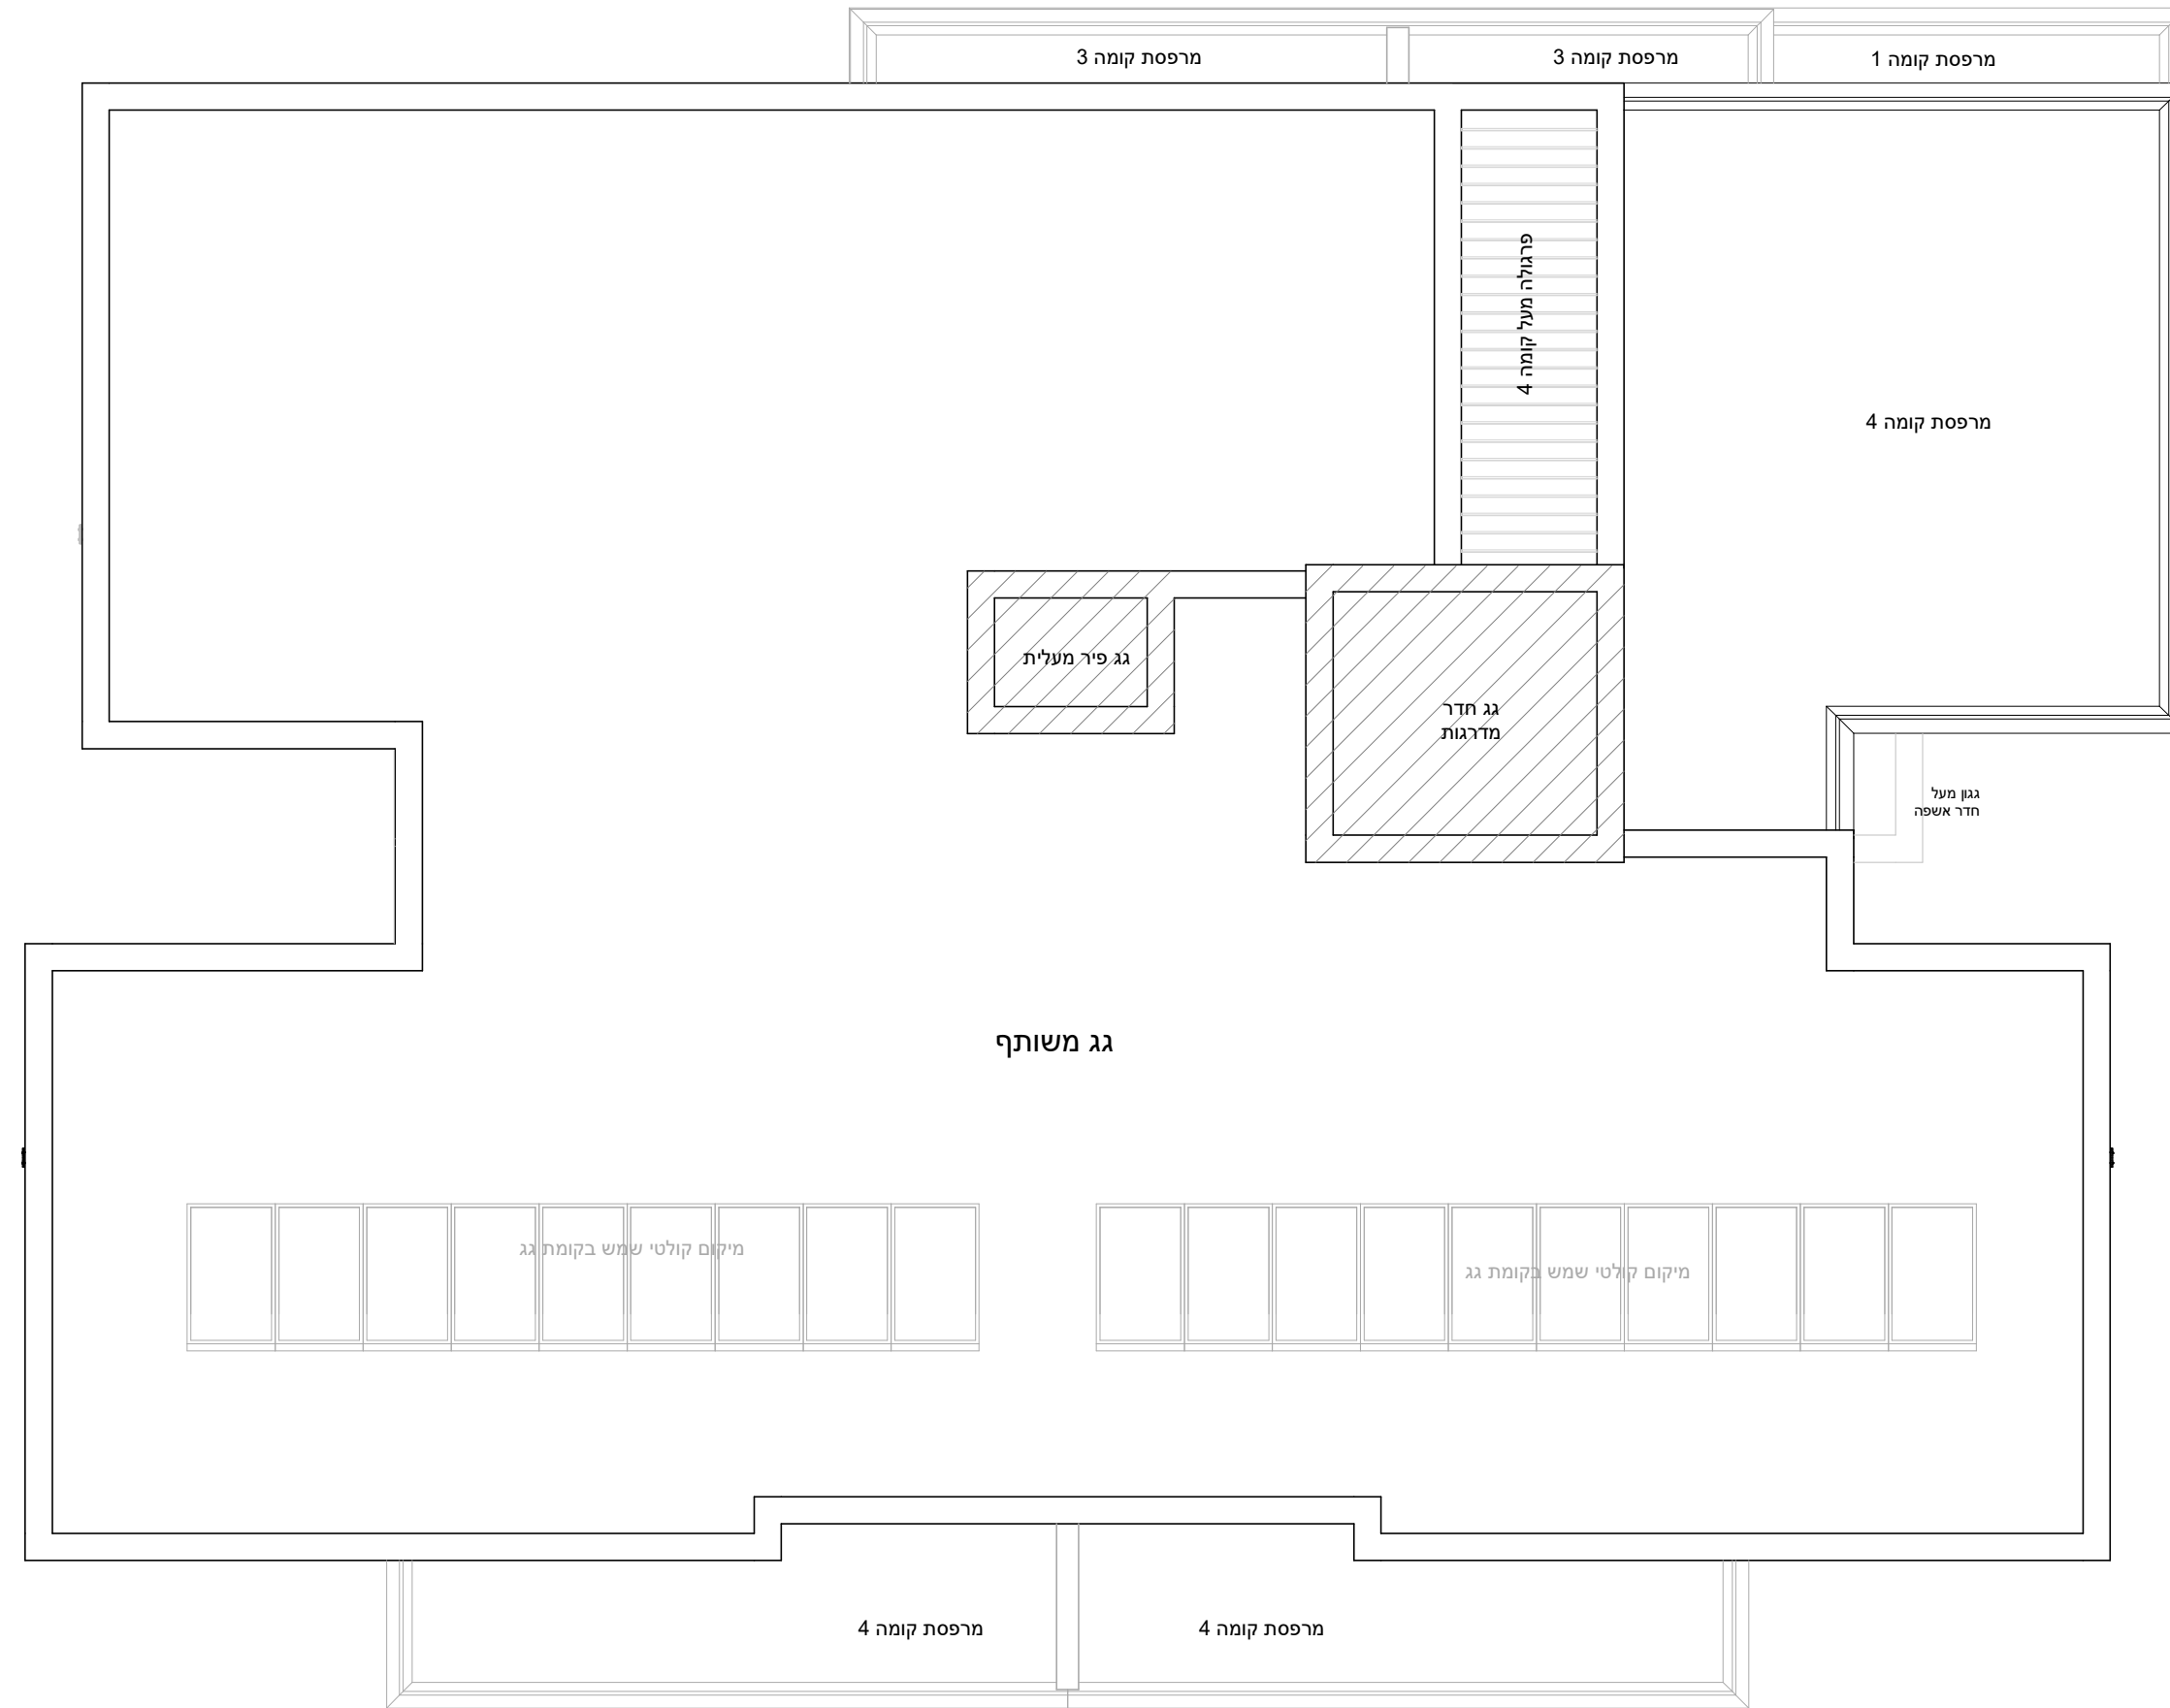 מרפסת קומה 3
מרפסת קומה 3
מרפסת קומה 1
פרגולה מעל קומה 4
מרפסת קומה 4
גג פיר מעלית
גג חדר
מדרגות
גגון מעל
חדר אשפה
גג משותף
מיקום קולטי שמש בקומת גג
מיקום קולטי שמש בקומת גג
מרפסת קומה 4
מרפסת קומה 4